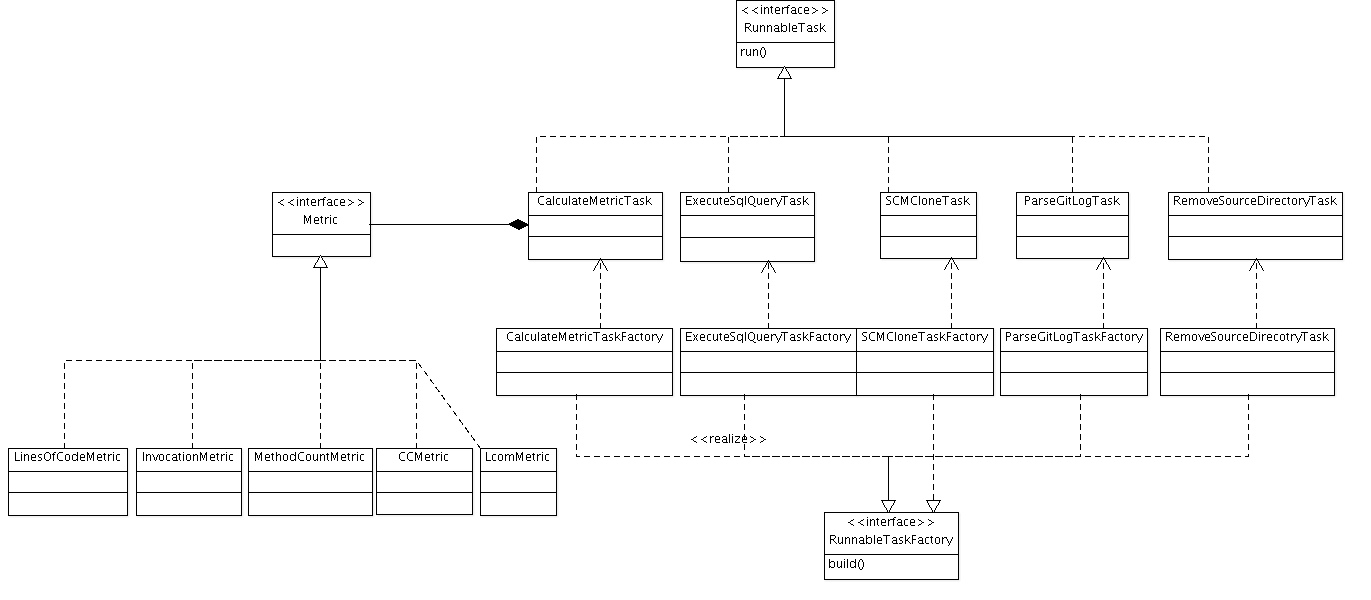 <<interface>>
RunnableTask
run()
<<interface>>
Metric
CalculateMetricTask
ExecuteSqlQueryTask
SCMCloneTask
ParseGitLogTask
RemoveSourceDirectoryTask
CalculateMetricTaskFactory
ExecuteSqlQueryTaskFactory
SCMCloneTaskFactory
ParseGitLogTaskFactory
RemoveSourceDirecotryTask
<<realize>>
LinesOfCodeMetric
InvocationMetric
MethodCountMetric
CCMetric
LcomMetric
<<interface>>
RunnableTaskFactory
build()